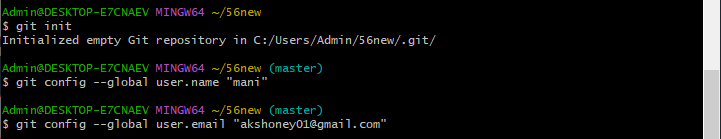 Admin@DESKTOP-E7CNAEV MINGW64 ~/56new
$ git init
Initialized empty Git repository in C:/Users/Admin/56new/.git/
Admin@DESKTOP-E7CNAEV MINGW64 ~/56new (master)
$ git config --global user.name "mani"
Admin@DESKTOP-E7CNAEV MINGW64 ~/56new (master)
$ git config --global user.email "akshoney01@gmail.com"